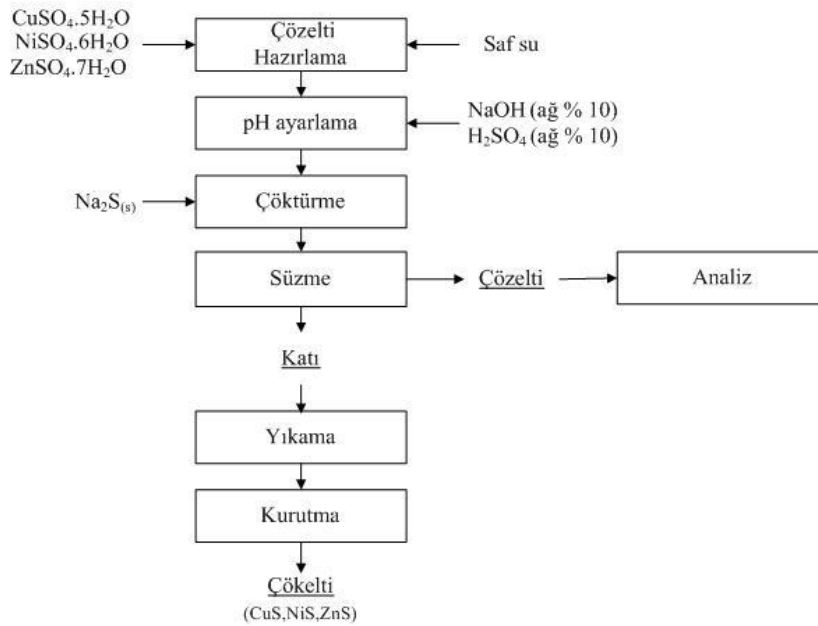 CuSO₄.5H₂O
NiSO₄.6H₂O
ZnSO₄.7H₂O
Çözelti
Hazırlama
Saf su
pH ayarlama
NaOH (ağ % 10)
H₂SO₄ (ağ % 10)
Na₂S₍ₛ₎
Çöktürme
Süzme
Çözelti
Analiz
Katı
Yıkama
Kurutma
Çökelti
(CuS,NiS,ZnS)